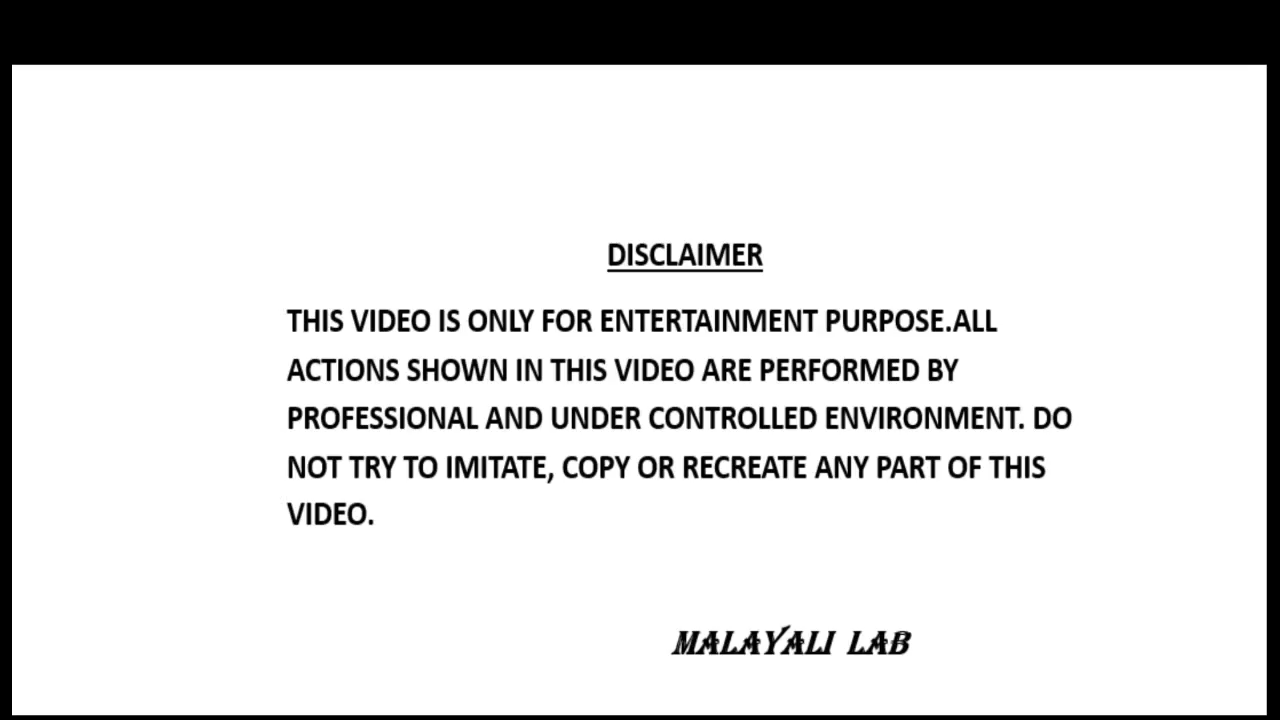 DISCLAIMER
THIS VIDEO IS ONLY FOR ENTERTAINMENT PURPOSE.ALL
ACTIONS SHOWN IN THIS VIDEO ARE PERFORMED BY
PROFESSIONAL AND UNDER CONTROLLED ENVIRONMENT. DO
NOT TRY TO IMITATE, COPY OR RECREATE ANY PART OF THIS
VIDEO.
MALAYALI LAB